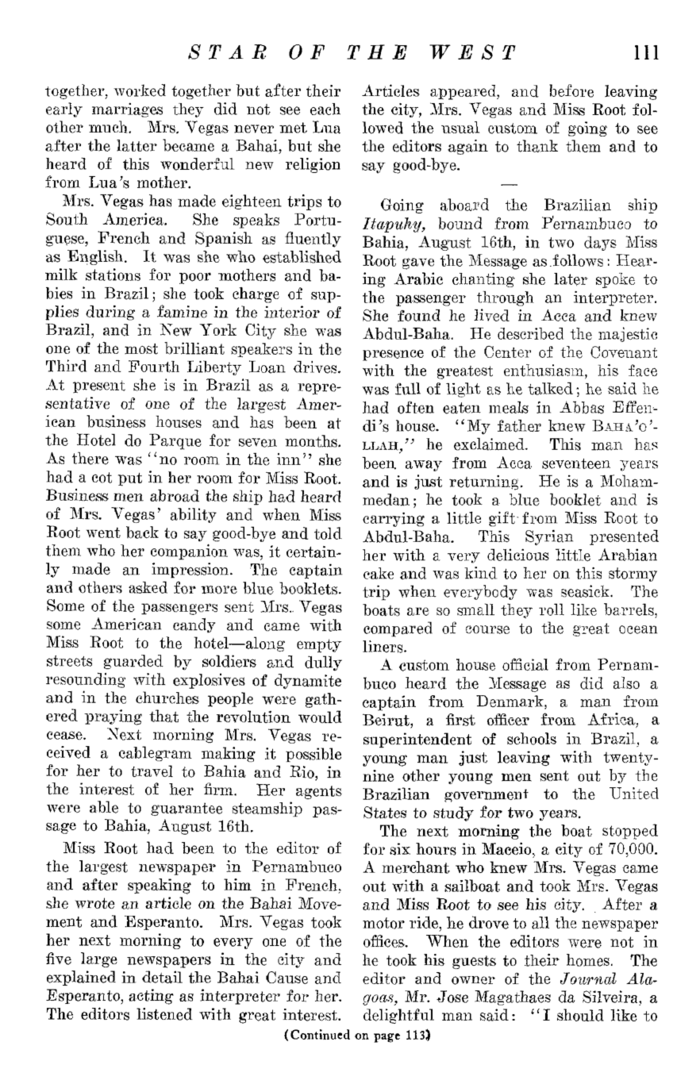 STAR OF THE WEST 111
together, worked together but after their
early marriages they did not see each
other much. Mrs. Vegas never met Lua
after the latter became a Bahai, but she
heard of this wonderful new religion
from Lua's mother.
Mrs. Vegas has made eighteen trips to
South America. She speaks Portu-
guese, French and Spanish as fluently
as English. It was she who established
milk stations for poor mothers and ba-
bies in Brazil; she took charge of sup-
plies during a famine in the interior of
Brazil, and in New York City she was
one of the most brilliant speakers in the
Third and Fourth Liberty Loan drives.
At present she is in Brazil as a repre-
sentative of one of the largest Amer-
ican business houses and has been at
the Hotel do Parque for seven months.
As there was "no room in the inn" she
had a cot put in her room for Miss Root.
Business men abroad the ship had heard
of Mrs. Vegas' ability and when Miss
Root went back to say good-bye and told
them who her companion was, it certain-
ly made an impression. The captain
and others asked for more blue booklets.
Some of the passengers sent Mrs. Vegas
some American candy and came with
Miss Root to the hotel—along empty
streets guarded by soldiers and dully
resounding with explosives of dynamite
and in the churches people were gath-
ered praying that the revolution would
cease. Next morning Mrs. Vegas re-
ceived a cablegram making it possible
for her to travel to Bahia and Rio, in
the interest of her firm. Her agents
were able to guarantee steamship pas-
sage to Bahia, August 16th.
Miss Root had been to the editor of
the largest newspaper in Pernambuco
and after speaking to him in French,
she wrote an article on the Bahai Move-
ment and Esperanto. Mrs. Vegas took
her next morning to every one of the
five large newspapers in the city and
explained in detail the Bahai Cause and
Esperanto, acting as interpreter for her.
The editors listened with great interest.
Articles appeared, and before leaving
the city, Mrs. Vegas and Miss Root fol-
lowed the usual custom of going to see
the editors again to thank them and to
say good-bye.
—
Going aboard the Brazilian ship
Itapuhy, bound from Pernambuco to
Bahia, August 16th, in two days Miss
Root gave the Message as follows: Hear-
ing Arabic chanting she later spoke to
the passenger through an interpreter.
She found he lived in Acca and knew
Abdul-Baha. He described the majestic
presence of the Center of the Covenant
with the greatest enthusiasm, his face
was full of light as he talked; he said he
had often eaten meals in Abbas Effen-
di's house. "My father knew BAHA'O'-
LLAH," he exclaimed. This man has
been away from Acca seventeen years
and is just returning. He is a Moham-
medan; he took a blue booklet and is
carrying a little gift from Miss Root to
Abdul-Baha. This Syrian presented
her with a very delicious little Arabian
cake and was kind to her on this stormy
trip when everybody was seasick. The
boats are so small they roll like barrels,
compared of course to the great ocean
liners.
A custom house official from Pernam-
buco heard the Message as did also a
captain from Denmark, a man from
Beirut, a first officer from Africa, a
superintendent of schools in Brazil, a
young man just leaving with twenty-
nine other young men sent out by the
Brazilian government to the United
States to study for two years.
The next morning the boat stopped
for six hours in Maceio, a city of 70,000.
A merchant who knew Mrs. Vegas came
out with a sailboat and took Mrs. Vegas
and Miss Root to see his city. After a
motor ride, he drove to all the newspaper
offices. When the editors were not in
he took his guests to their homes. The
editor and owner of the Journal Ala-
goas, Mr. Jose Magathaes da Silveira, a
delightful man said: "I should like to
(Continued on page 113)